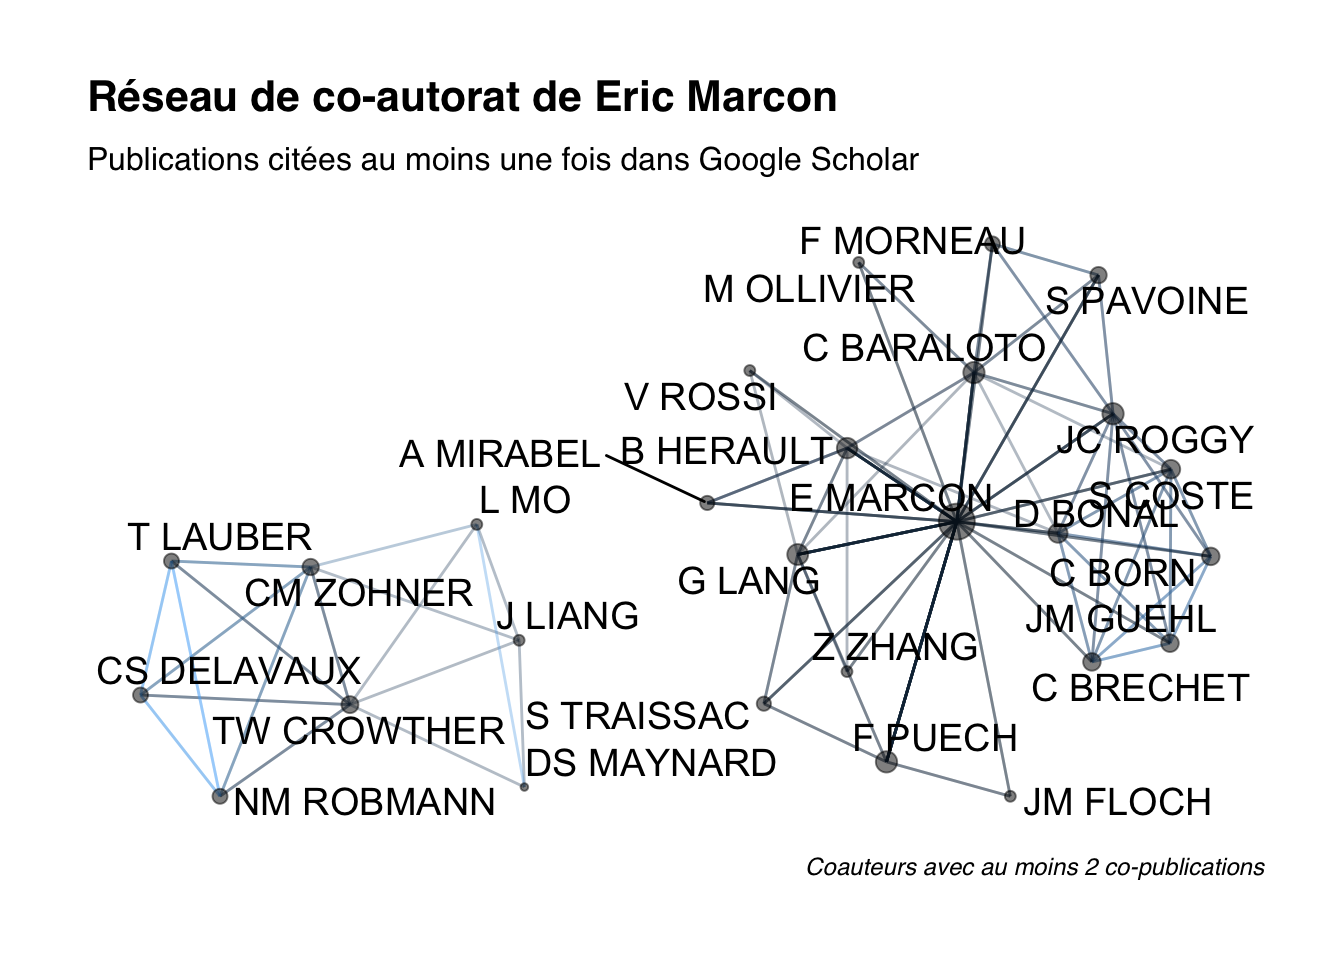 Réseau de co-autorat de Eric Marcon
Publications citées au moins une fois dans Google Scholar
F MORNEAU
M OLLIVIER
S PAVOINE
C BARALOTO
V ROSSI
JC ROGGY
A MIRABEL
B HERAULT
L MO
E MARCON
S COSTE
D BONAL
T LAUBER
CM ZOHNER
G LANG
C BORN
J LIANG
JM GUEHL
Z ZHANG
CS DELAVAUX
C BRECHET
TW CROWTHER
S TRAISSAC
F PUECH
DS MAYNARD
NM ROBMANN
JM FLOCH
Coauteurs avec au moins 2 co-publications